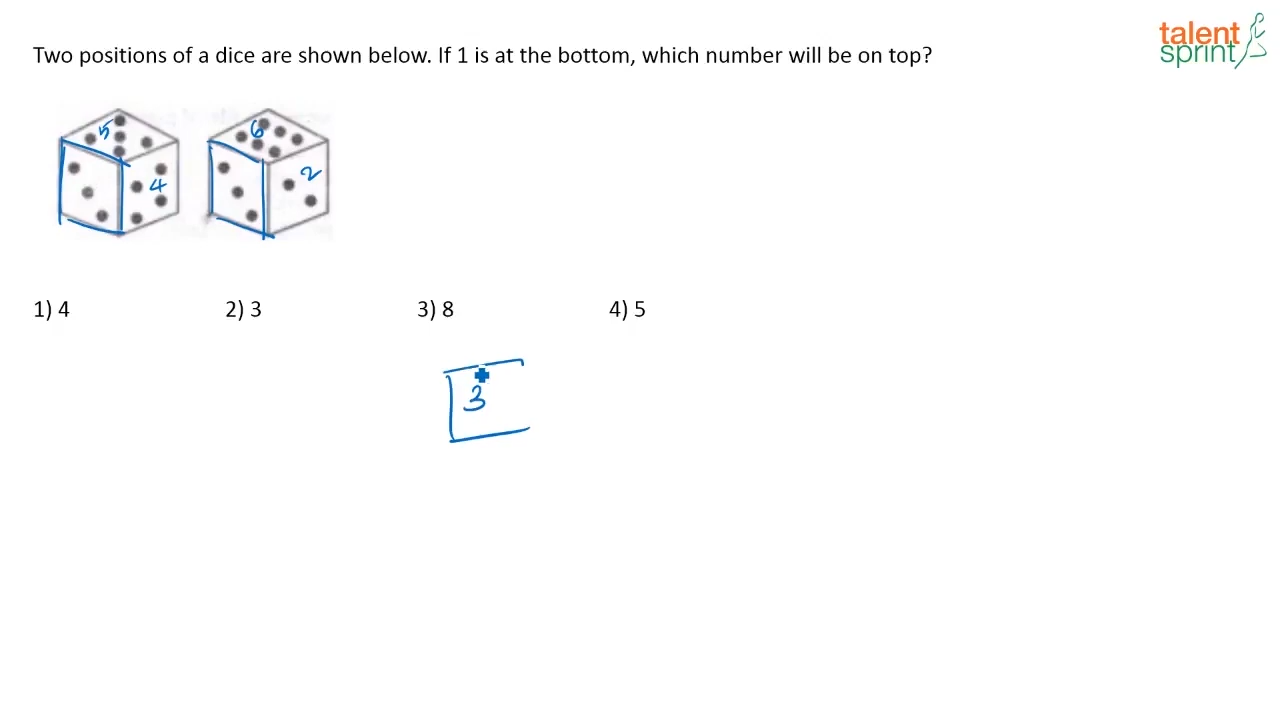 talent
sprint
Two positions of a dice are shown below. If 1 is at the bottom, which number will be on top?
5 6
4 2
1) 4 2) 3 3) 8 4) 5
3